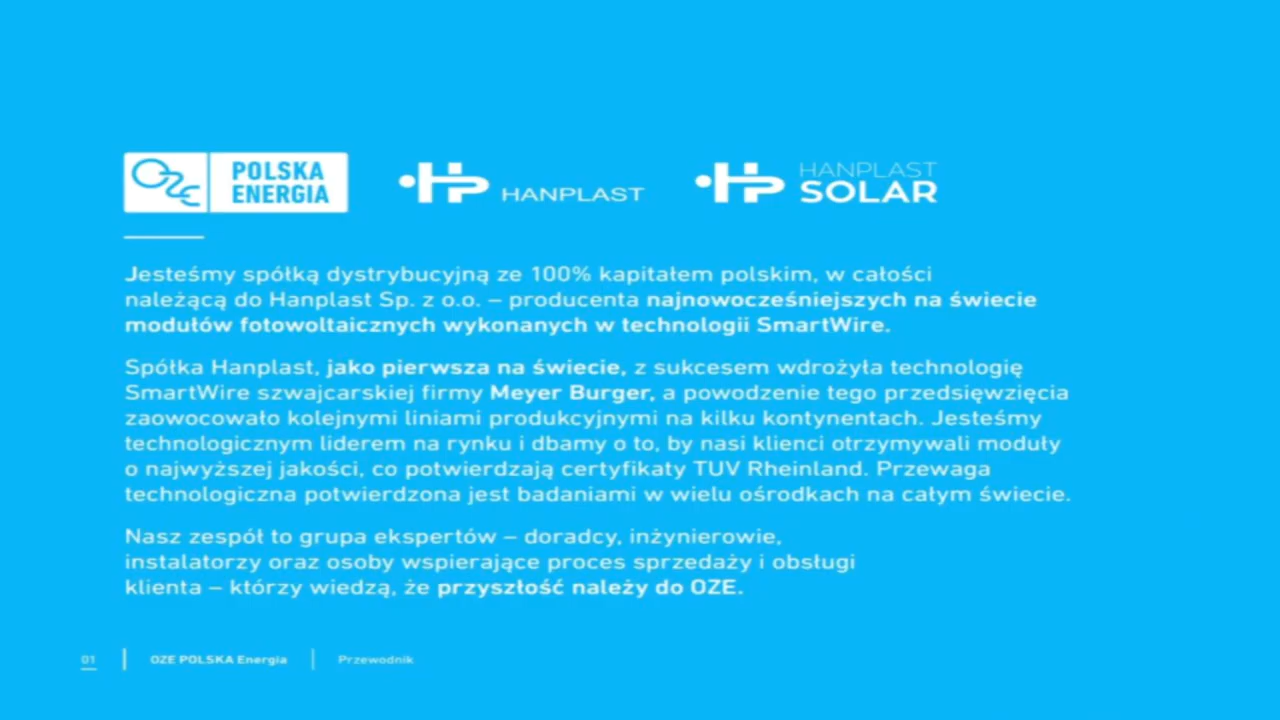 OZE POLSKA ENERGIA
HANPLAST
HANPLAST SOLAR
Jesteśmy spółką dystrybucyjną ze 100% kapitałem polskim, w całości
należącą do Hanplast Sp. z o.o. – producenta najnowocześniejszych na świecie
modułów fotowoltaicznych wykonanych w technologii SmartWire.
Spółka Hanplast, jako pierwsza na świecie, z sukcesem wdrożyła technologię
SmartWire szwajcarskiej firmy Meyer Burger, a powodzenie tego przedsięwzięcia
zaowocowało kolejnymi liniami produkcyjnymi na kilku kontynentach. Jesteśmy
technologicznym liderem na rynku i dbamy o to, by nasi klienci otrzymywali moduły
o najwyższej jakości, co potwierdzają certyfikaty TUV Rheinland. Przewaga
technologiczna potwierdzona jest badaniami w wielu ośrodkach na całym świecie.
Nasz zespół to grupa ekspertów – doradcy, inżynierowie,
instalatorzy oraz osoby wspierające proces sprzedaży i obsługi
klienta – którzy wiedzą, że przyszłość należy do OZE.
01 OZE POLSKA Energia Przewodnik